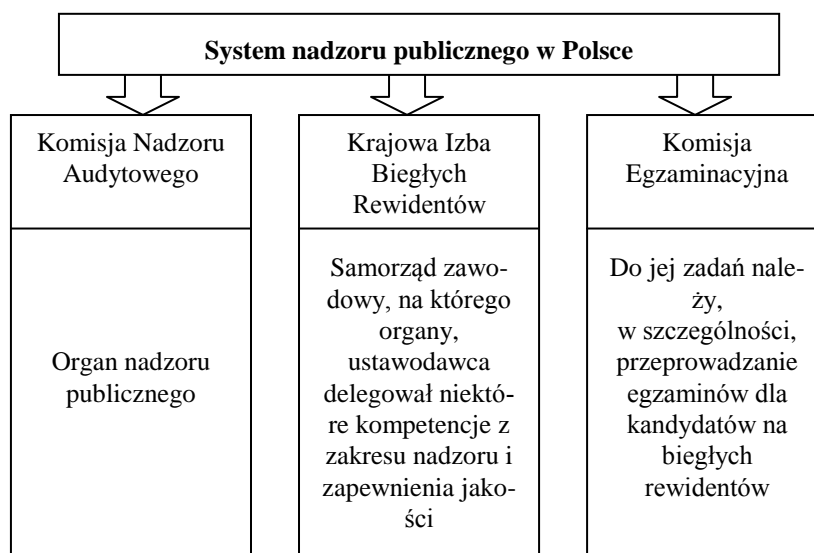 System nadzoru publicznego w Polsce
Komisja Nadzoru
Audytowego
Krajowa Izba
Biegłych
Rewidentów
Komisja
Egzaminacyjna
Organ nadzoru
publicznego
Samorząd zawo-
dowy, na którego
organy,
ustawodawca
delegował niektó-
re kompetencje z
zakresu nadzoru i
zapewnienia jako-
ści
Do jej zadań nale-
ży,
w szczególności,
przeprowadzanie
egzaminów dla
kandydatów na
biegłych
rewidentów